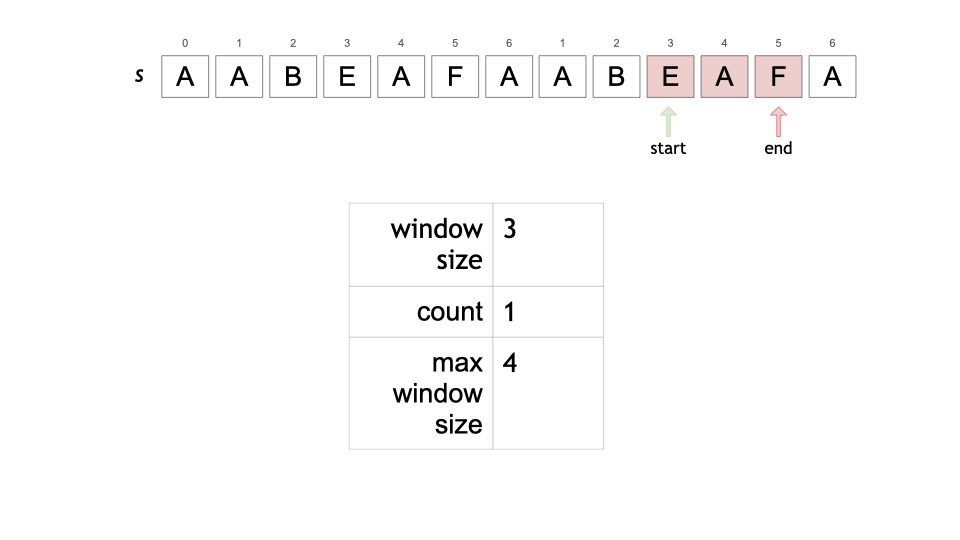 0 1 2 3 4 5 6 1 2 3 4 5 6
s A A B E A F A A B E A F A
start end
window 3
size
count 1
max 4
window
size